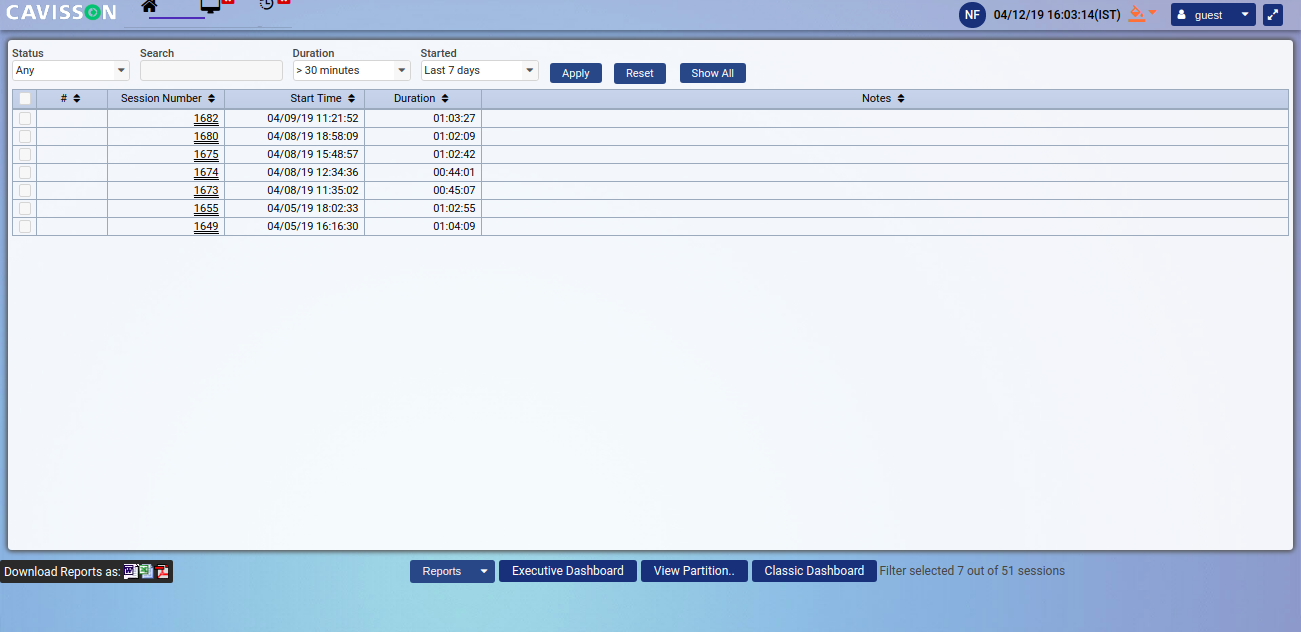 CAVISSON
NF 04/12/19 16:03:14(IST) guest
Status Search Duration Started
Any > 30 minutes Last 7 days Apply Reset Show All
# Session Number Start Time Duration Notes
1682 04/09/19 11:21:52 01:03:27
1680 04/08/19 18:58:09 01:02:09
1675 04/08/19 15:48:57 01:02:42
1674 04/08/19 12:34:36 00:44:01
1673 04/08/19 11:35:02 00:45:07
1655 04/05/19 18:02:33 01:02:55
1649 04/05/19 16:16:30 01:04:09
Download Reports as: Reports Executive Dashboard View Partition.. Classic Dashboard Filter selected 7 out of 51 sessions